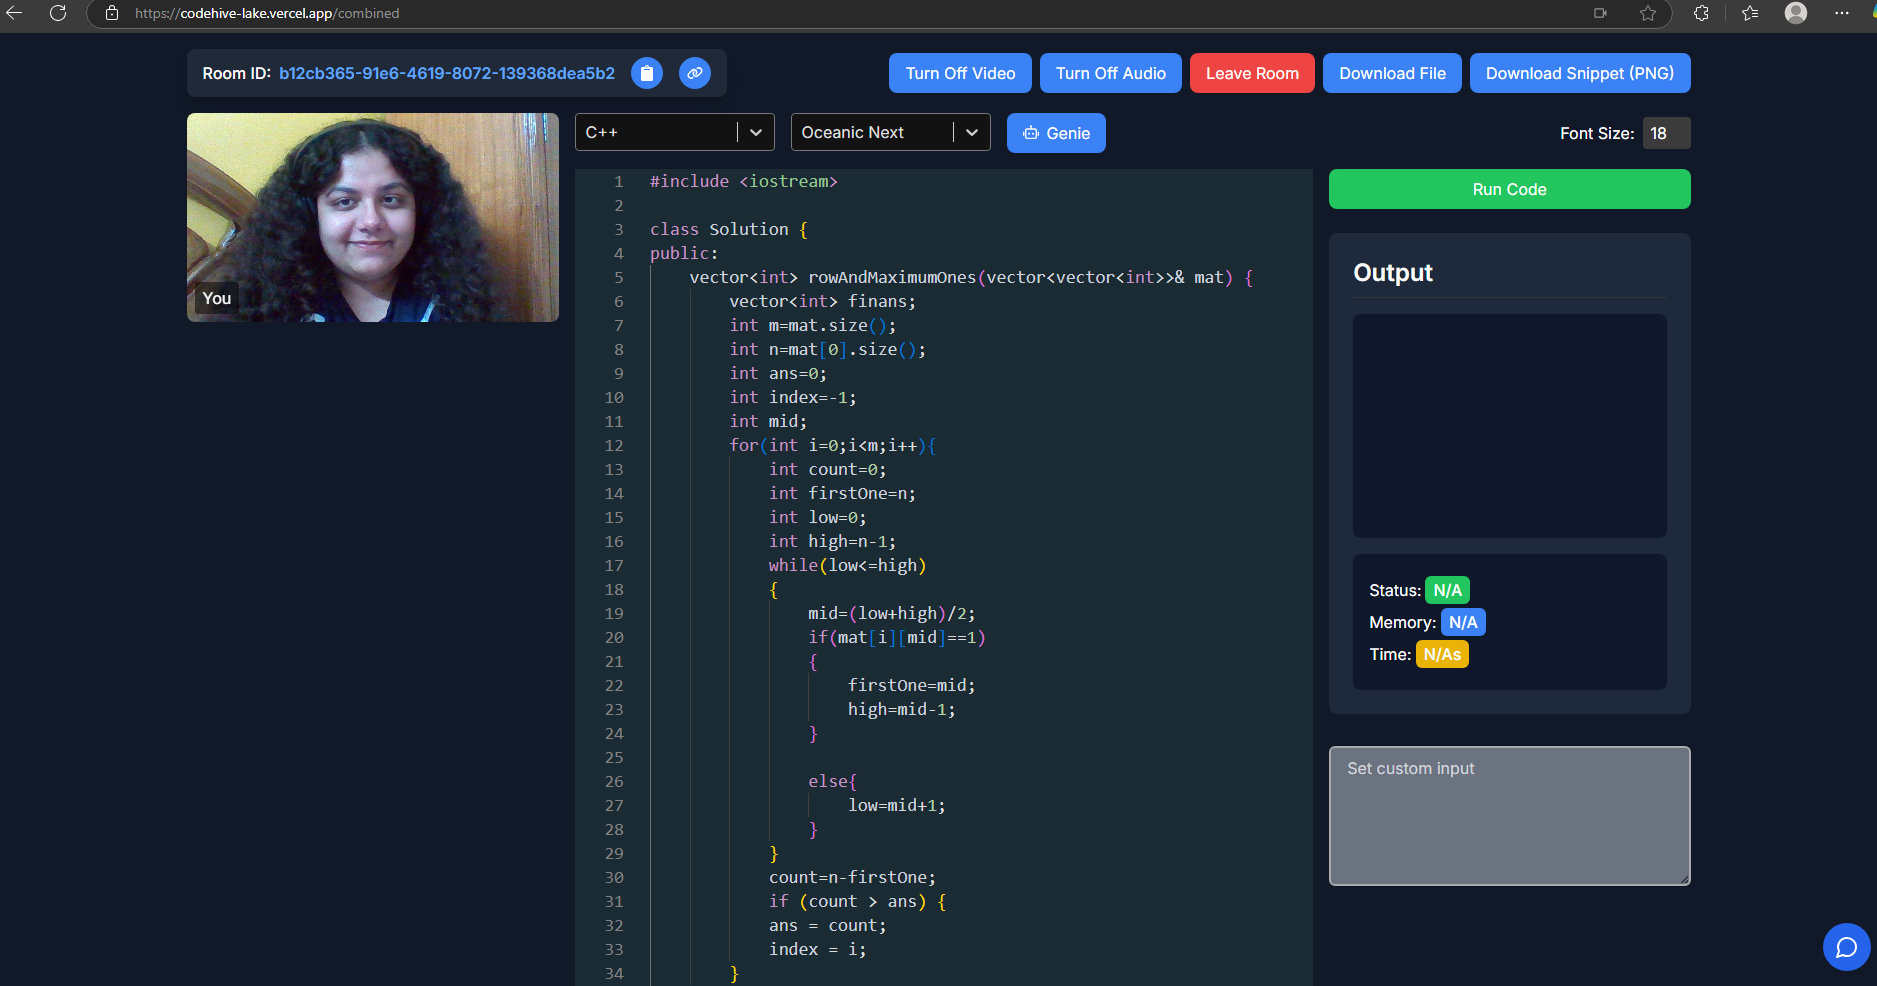 https://codehive-lake.vercel.app/combined
Room ID: b12cb365-91e6-4619-8072-139368dea5b2
Turn Off Video
Turn Off Audio
Leave Room
Download File
Download Snippet (PNG)
You
C++
Oceanic Next
Genie
Font Size: 18
1 #include <iostream>
2
3 class Solution {
4 public:
5 vector<int> rowAndMaximumOnes(vector<vector<int>>& mat) {
6 vector<int> finans;
7 int m=mat.size();
8 int n=mat[0].size();
9 int ans=0;
10 int index=-1;
11 int mid;
12 for(int i=0;i<m;i++){
13 int count=0;
14 int firstOne=n;
15 int low=0;
16 int high=n-1;
17 while(low<=high)
18 {
19 mid=(low+high)/2;
20 if(mat[i][mid]==1)
21 {
22 firstOne=mid;
23 high=mid-1;
24 }
25
26 else{
27 low=mid+1;
28 }
29 }
30 count=n-firstOne;
31 if (count > ans) {
32 ans = count;
33 index = i;
34 }
Run Code
Output
Status: N/A
Memory: N/A
Time: N/As
Set custom input